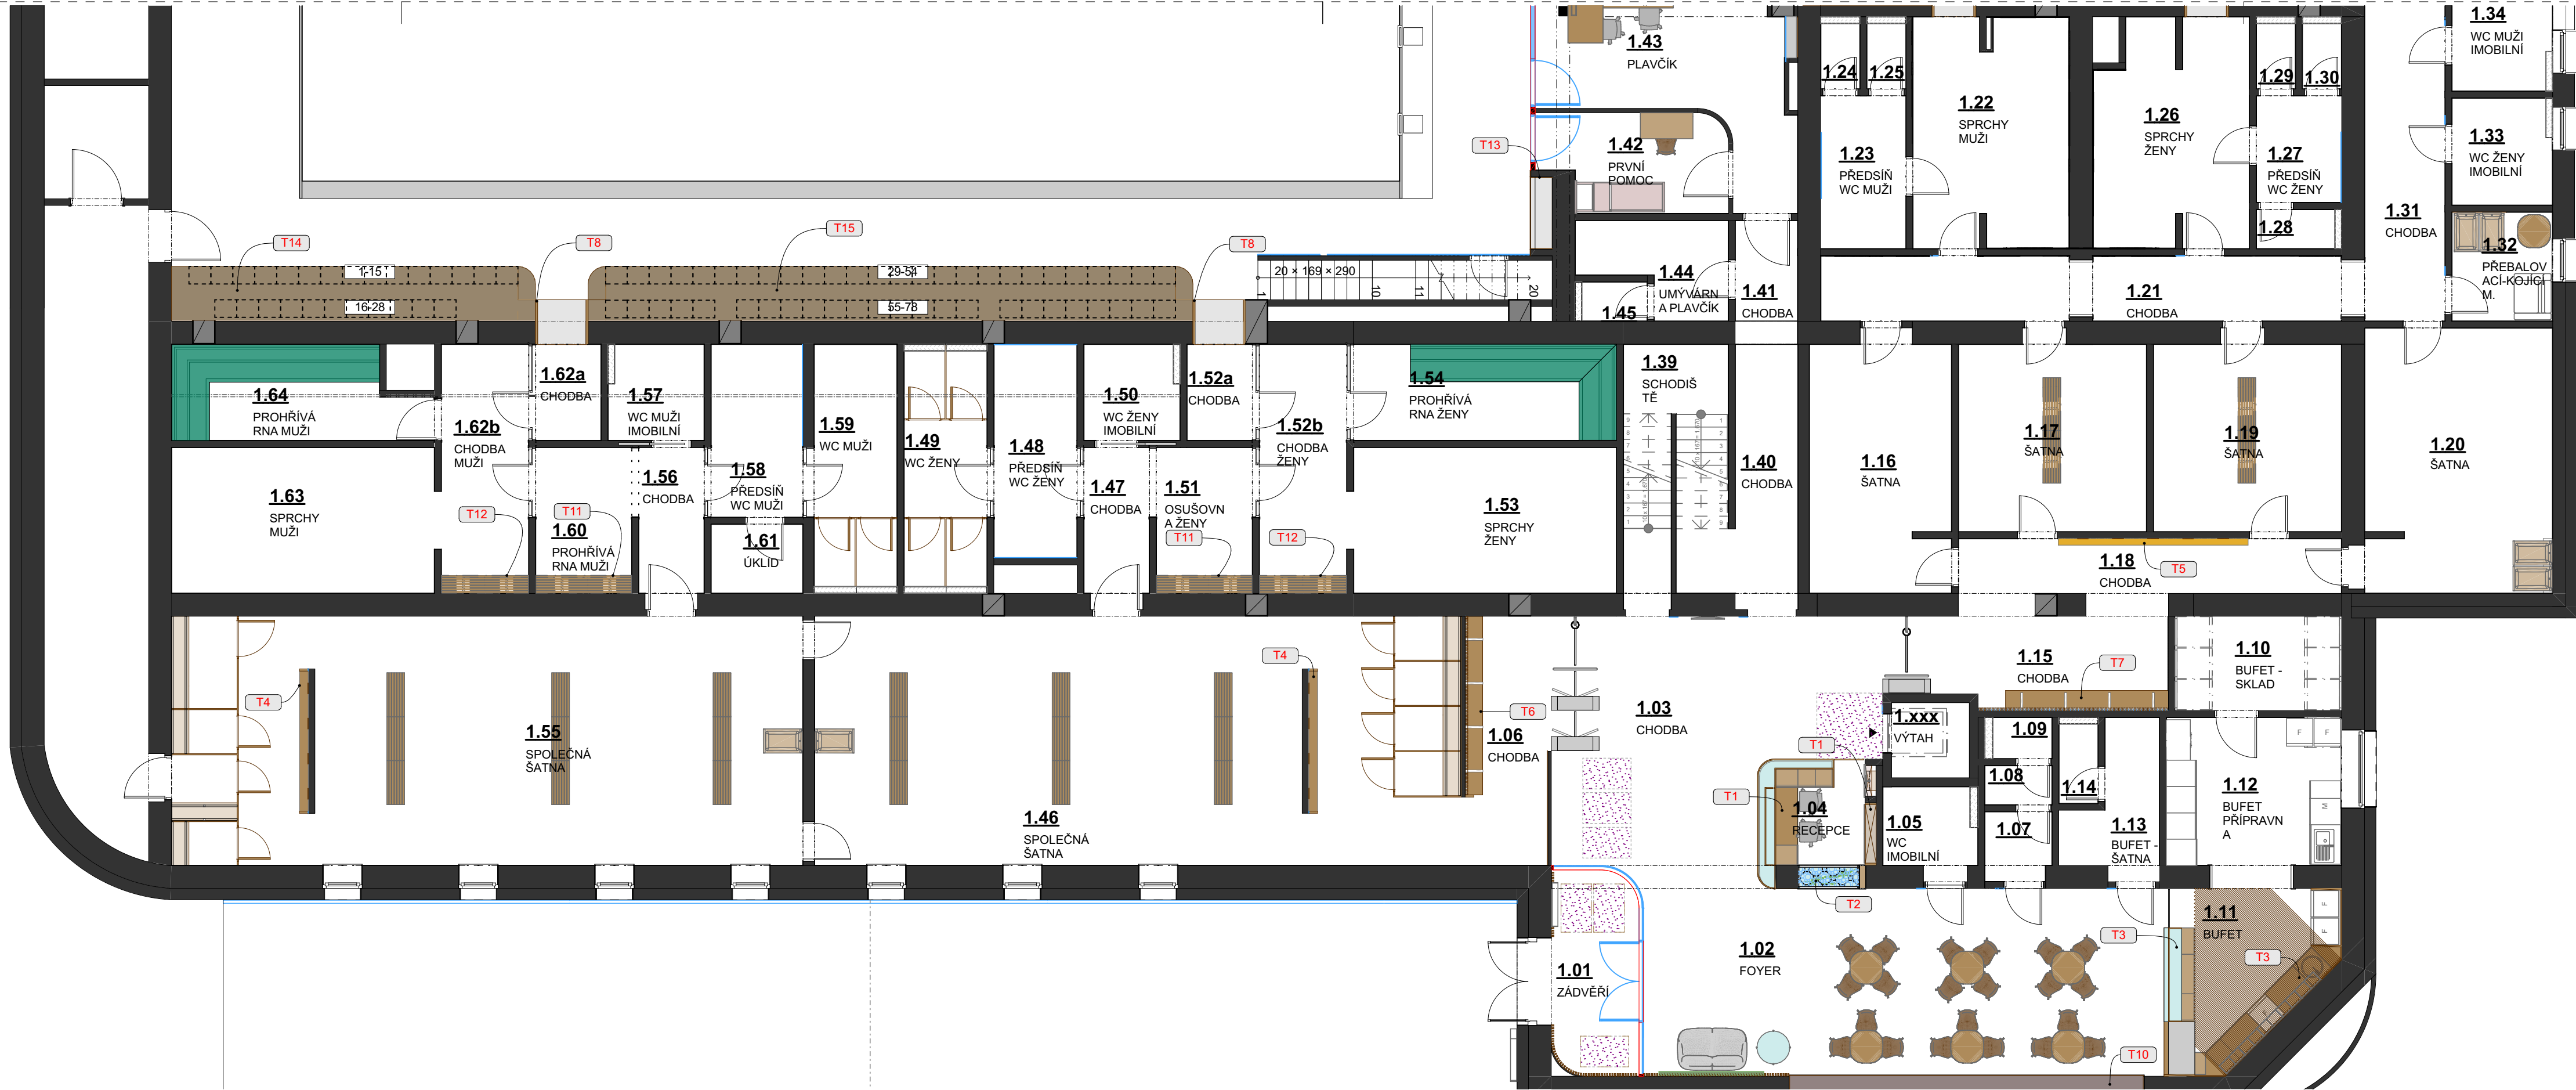 1.34
WC MUŽI
IMOBILNÍ
1.43
PLAVČÍK
1.24
1.25
1.29
1.30
1.22
SPRCHY
MUŽI
1.26
SPRCHY
ŽENY
1.33
WC ŽENY
IMOBILNÍ
T13
1.42
PRVNÍ
POMOC
1.23
PŘEDSÍŇ
WC MUŽI
1.27
PŘEDSÍŇ
WC ŽENY
1.28
1.31
CHODBA
1.32
PŘEBALOV
ACÍ-KOJÍCÍ
M.
T14
T8
T15
T8
1-15
29-54
16-28
55-73
20 × 169 × 290
1
10
11
20
1.44
UMÝVÁRN
A PLAVČÍK
1.45
1.41
CHODBA
1.21
CHODBA
1.64
PROHŘÍVÁ
RNA MUŽI
1.62b
CHODBA
MUŽI
1.62a
CHODBA
1.57
WC MUŽI
IMOBILNÍ
1.59
WC MUŽI
1.49
WC ŽENY
1.48
PŘEDSÍŇ
WC ŽENY
1.50
WC ŽENY
IMOBILNÍ
1.52a
CHODBA
1.52b
CHODBA
ŽENY
1.54
PROHŘÍVÁ
RNA ŽENY
1.39
SCHODIŠ
TĚ
1.40
CHODBA
1.16
ŠATNA
1.17
ŠATNA
1.19
ŠATNA
1.20
ŠATNA
1.63
SPRCHY
MUŽI
T12
T11
1.60
PROHŘÍVÁ
RNA MUŽI
1.56
CHODBA
1.58
PŘEDSÍŇ
WC MUŽI
1.61
ÚKLID
1.47
CHODBA
1.51
OSUŠOVN
A ŽENY
T11
T12
1.53
SPRCHY
ŽENY
1.18
CHODBA
T5
T4
1.55
SPOLEČNÁ
ŠATNA
1.46
SPOLEČNÁ
ŠATNA
T4
T6
1.06
CHODBA
1.03
CHODBA
1.15
CHODBA
T7
1.10
BUFET -
SKLAD
1.xxx
VÝTAH
T1
T1
1.04
RECEPCE
1.05
WC
IMOBILNÍ
1.09
1.08
1.07
1.14
1.13
BUFET -
ŠATNA
1.12
BUFET
PŘÍPRAVN
A
F
F
M
T2
1.01
ZÁDVĚŘÍ
1.02
FOYER
T3
1.11
BUFET
T3
F
F
F
T10